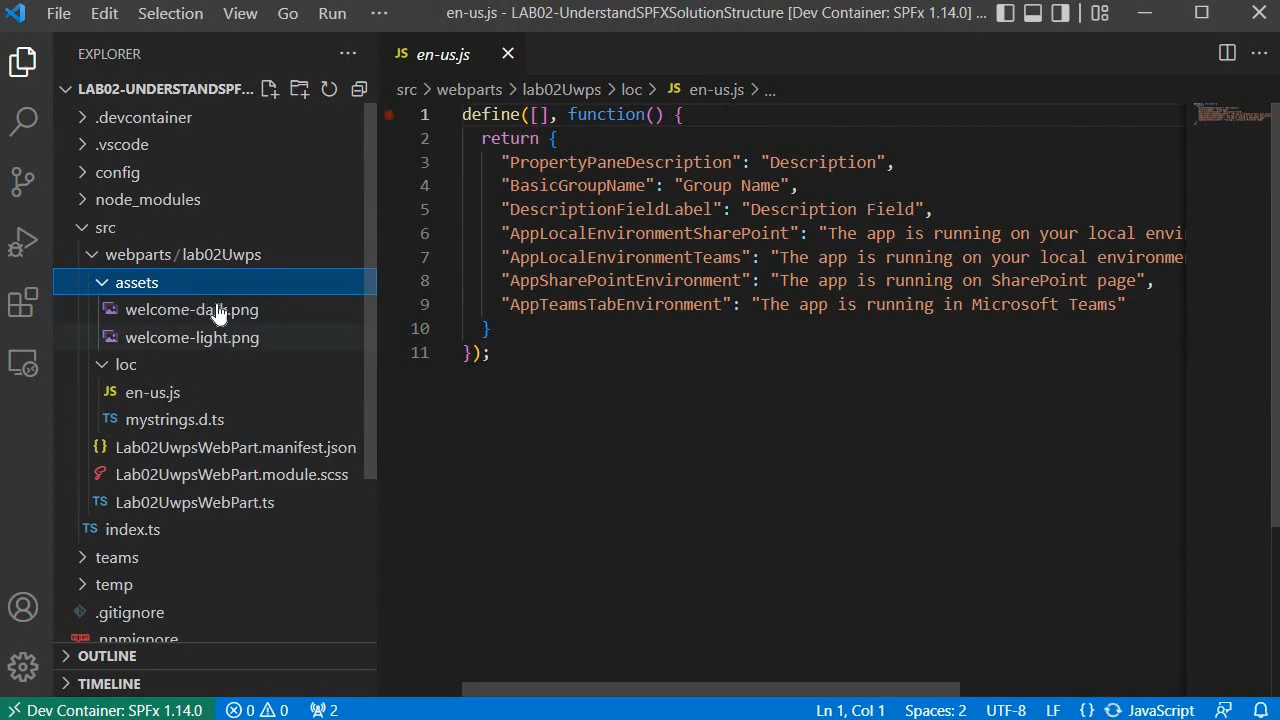 File Edit Selection View Go Run ··· en-us.js - LAB02-UnderstandSPFXSolutionStructure [Dev Container: SPFx 1.14.0] ...
EXPLORER
LAB02-UNDERSTANDSPF...
.devcontainer
.vscode
config
node_modules
src
webparts / lab02Uwps
assets
welcome-dark.png
welcome-light.png
loc
JS en-us.js
TS mystrings.d.ts
{} Lab02UwpsWebPart.manifest.json
Lab02UwpsWebPart.module.scss
TS Lab02UwpsWebPart.ts
TS index.ts
teams
temp
.gitignore
.npmignore
OUTLINE
TIMELINE
JS en-us.js
src > webparts > lab02Uwps > loc > JS en-us.js > ...
1 define([], function() {
2 return {
3 "PropertyPaneDescription": "Description",
4 "BasicGroupName": "Group Name",
5 "DescriptionFieldLabel": "Description Field",
6 "AppLocalEnvironmentSharePoint": "The app is running on your local envi
7 "AppLocalEnvironmentTeams": "The app is running on your local environme
8 "AppSharePointEnvironment": "The app is running on SharePoint page",
9 "AppTeamsTabEnvironment": "The app is running in Microsoft Teams"
10 }
11 });
Dev Container: SPFx 1.14.0 0 0 2 Ln 1, Col 1 Spaces: 2 UTF-8 LF {} JavaScript